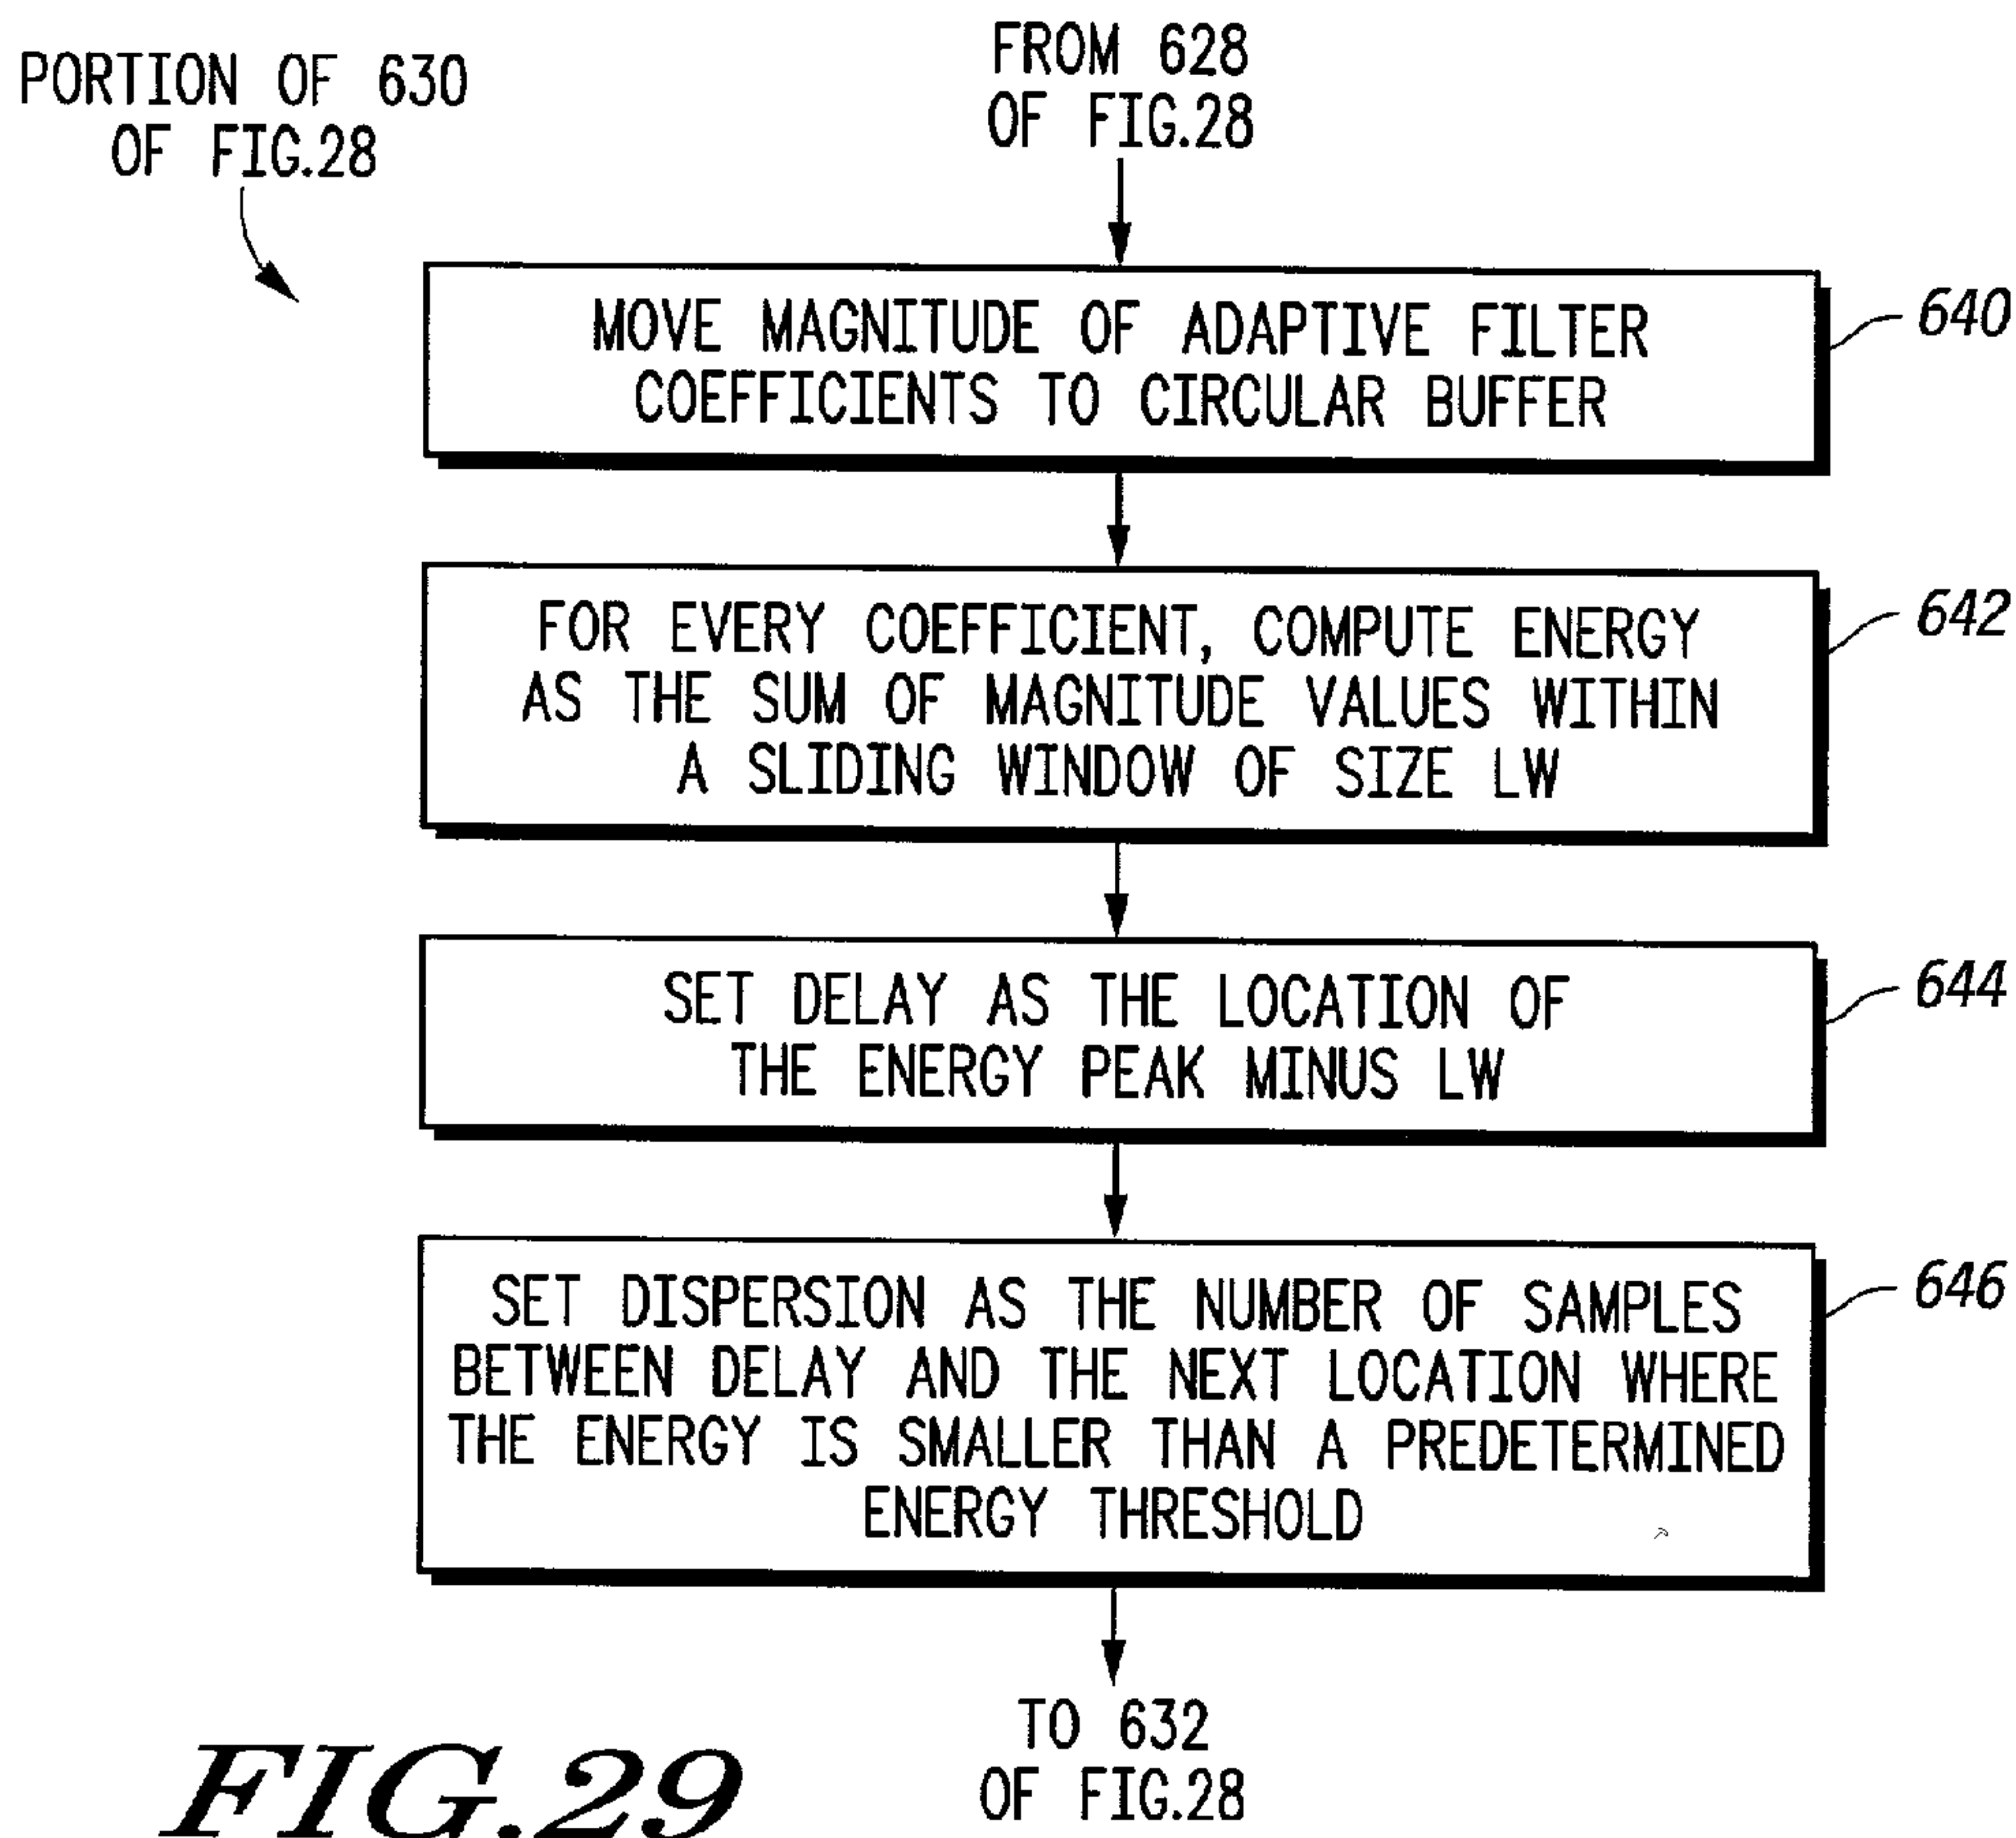 PORTION OF 630
OF FIG.28
FROM 628
OF FIG.28
MOVE MAGNITUDE OF ADAPTIVE FILTER
COEFFICIENTS TO CIRCULAR BUFFER
640
FOR EVERY COEFFICIENT, COMPUTE ENERGY
AS THE SUM OF MAGNITUDE VALUES WITHIN
A SLIDING WINDOW OF SIZE LW
642
SET DELAY AS THE LOCATION OF
THE ENERGY PEAK MINUS LW
644
SET DISPERSION AS THE NUMBER OF SAMPLES
BETWEEN DELAY AND THE NEXT LOCATION WHERE
THE ENERGY IS SMALLER THAN A PREDETERMINED
ENERGY THRESHOLD
646
TO 632
OF FIG.28
FIG.29